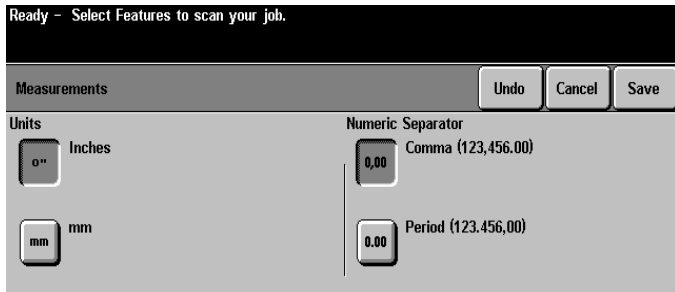 Ready - Select Features to scan your job.
Measurements
Undo
Cancel
Save
Units
Numeric Separator
0"
Inches
0,00
Comma (123,456.00)
mm
mm
0.00
Period (123.456,00)